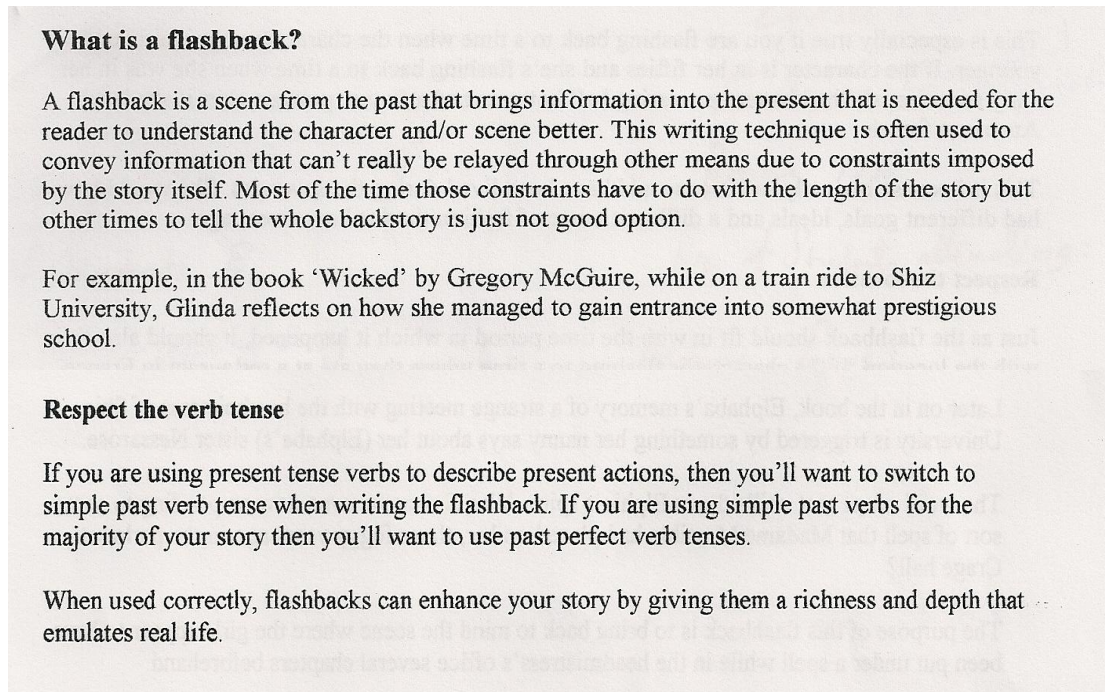 What is a flashback?
A flashback is a scene from the past that brings information into the present that is needed for the
reader to understand the character and/or scene better. This writing technique is often used to
convey information that can’t really be relayed through other means due to constraints imposed
by the story itself. Most of the time those constraints have to do with the length of the story but
other times to tell the whole backstory is just not good option.
For example, in the book ‘Wicked’ by Gregory McGuire, while on a train ride to Shiz
University, Glinda reflects on how she managed to gain entrance into somewhat prestigious
school.
Respect the verb tense
If you are using present tense verbs to describe present actions, then you’ll want to switch to
simple past verb tense when writing the flashback. If you are using simple past verbs for the
majority of your story then you’ll want to use past perfect verb tenses.
When used correctly, flashbacks can enhance your story by giving them a richness and depth that
emulates real life.